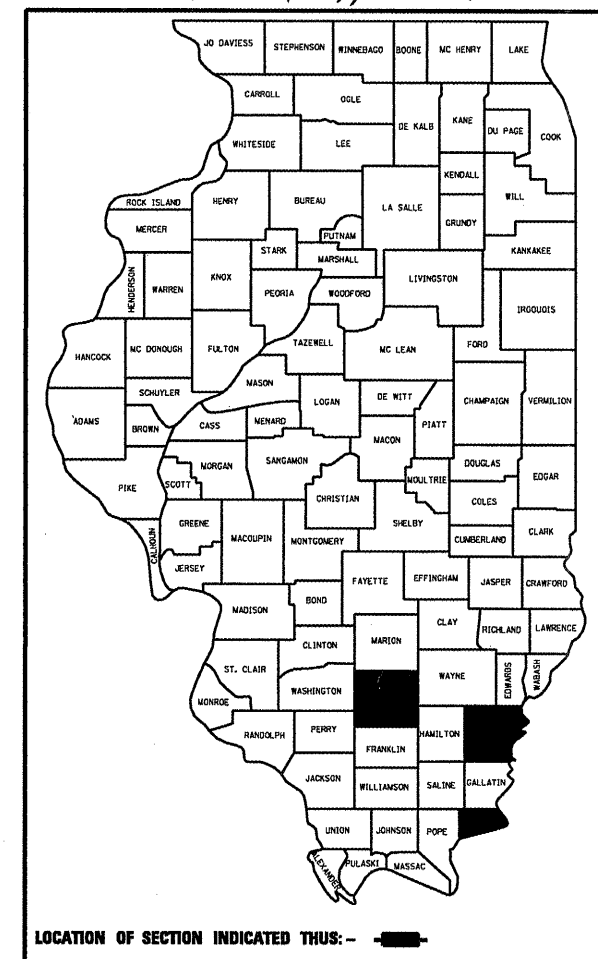 JO DAVIESS STEPHENSON WINNEBAGO BOONE MC HENRY LAKE
CARROLL OGLE DE KALB KANE DU PAGE COOK
WHITESIDE LEE
KENDALL
ROCK ISLAND HENRY BUREAU LA SALLE GRUNDY WILL
MERCER PUTNAM
STARK MARSHALL KANKAKEE
HENDERSON WARREN KNOX PEORIA WOODFORD LIVINGSTON IROQUOIS
HANCOCK MC DONOUGH FULTON TAZEWELL MC LEAN FORD
SCHUYLER MASON LOGAN DE WITT CHAMPAIGN VERMILION
ADAMS BROWN CASS MENARD MACON PIATT
PIKE SCOTT MORGAN SANGAMON CHRISTIAN MOULTRIE DOUGLAS EDGAR
COLES
CALHOUN GREENE MACOUPIN MONTGOMERY SHELBY CUMBERLAND CLARK
JERSEY FAYETTE EFFINGHAM JASPER CRAWFORD
MADISON BOND
CLINTON MARION CLAY RICHLAND LAWRENCE
ST. CLAIR WASHINGTON WAYNE EDWARDS WABASH
MONROE
RANDOLPH PERRY FRANKLIN HAMILTON
JACKSON WILLIAMSON SALINE GALLATIN
UNION JOHNSON POPE
ALEXANDER PULASKI MASSAC
LOCATION OF SECTION INDICATED THUS: -